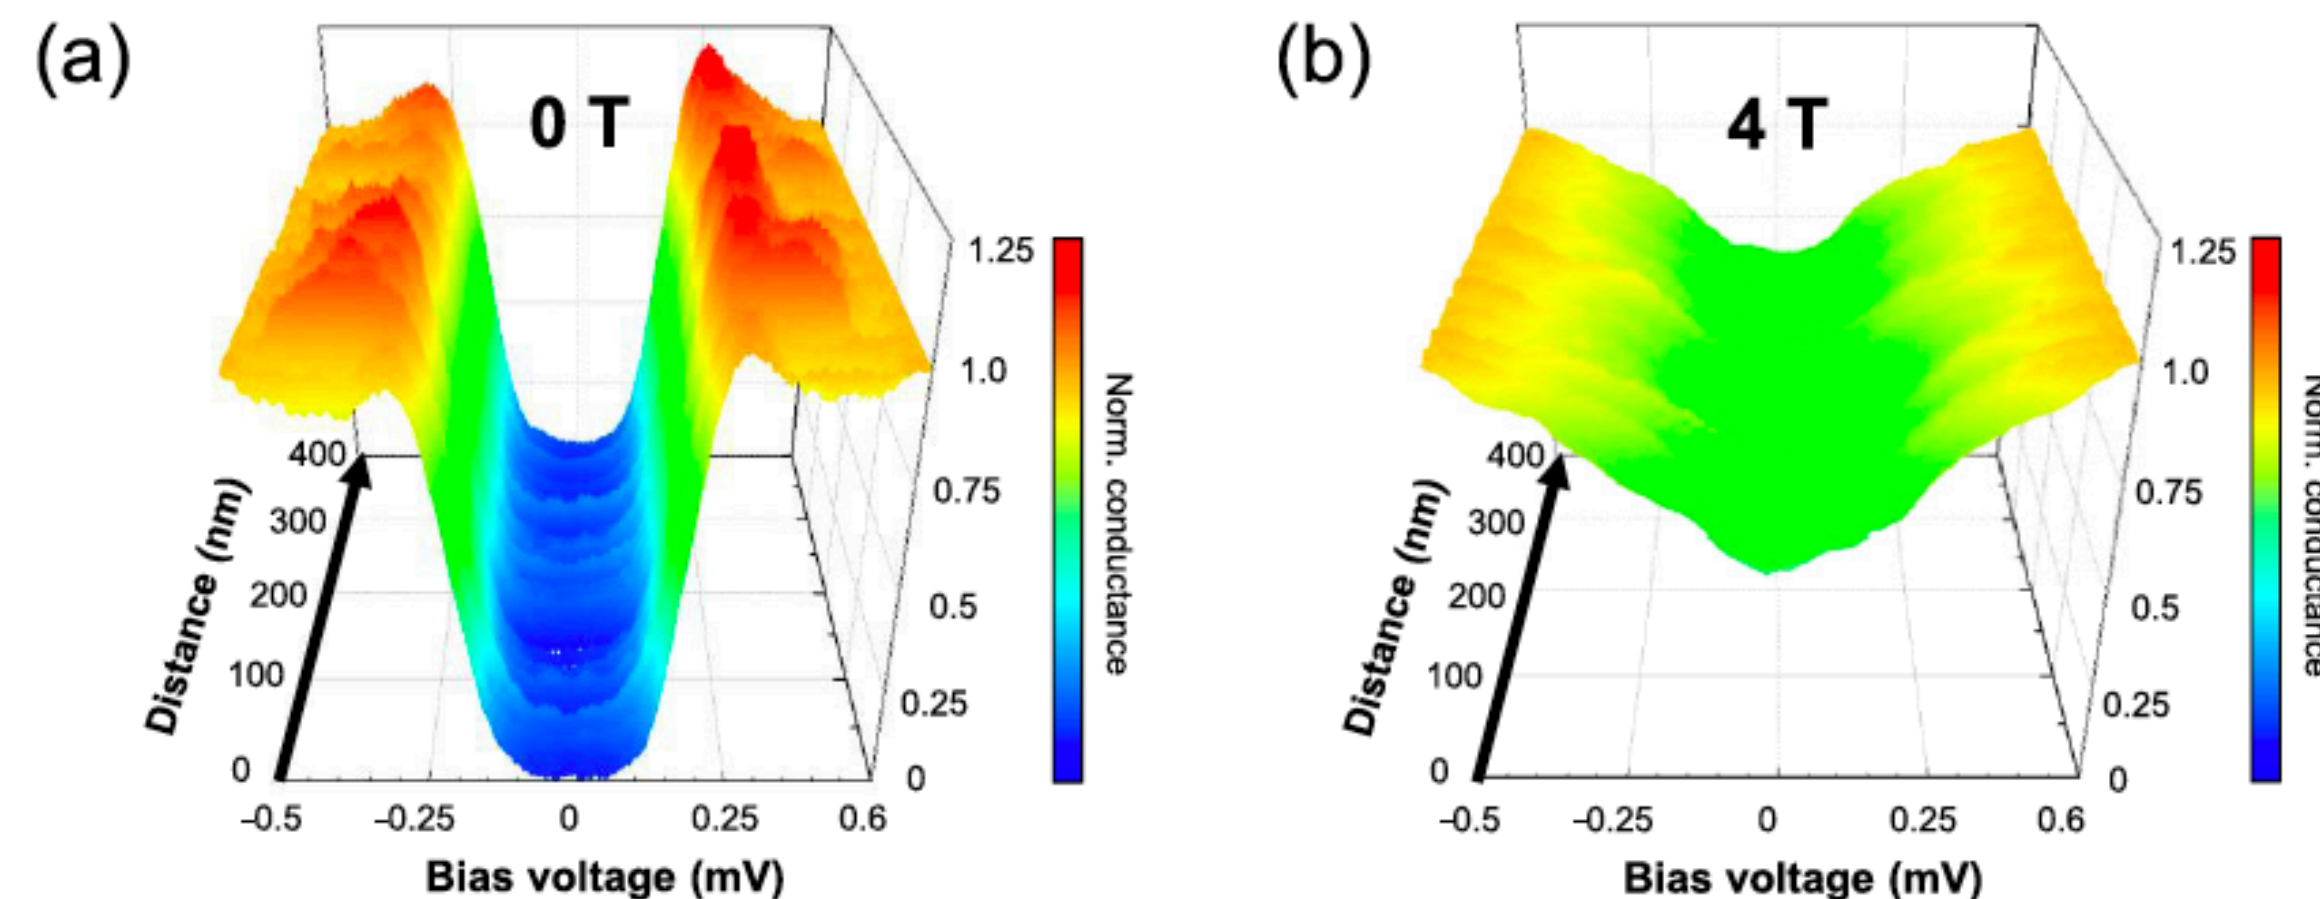 (a)
0 T
1.25
1.0
0.75
0.5
0.25
0
Norm. conductance
400
300
200
100
0
Distance (nm)
–0.5 –0.25 0 0.25 0.6
Bias voltage (mV)
(b)
4 T
1.25
1.0
0.75
0.5
0.25
0
Norm. conductance
400
300
200
100
0
Distance (nm)
–0.5 –0.25 0 0.25 0.6
Bias voltage (mV)